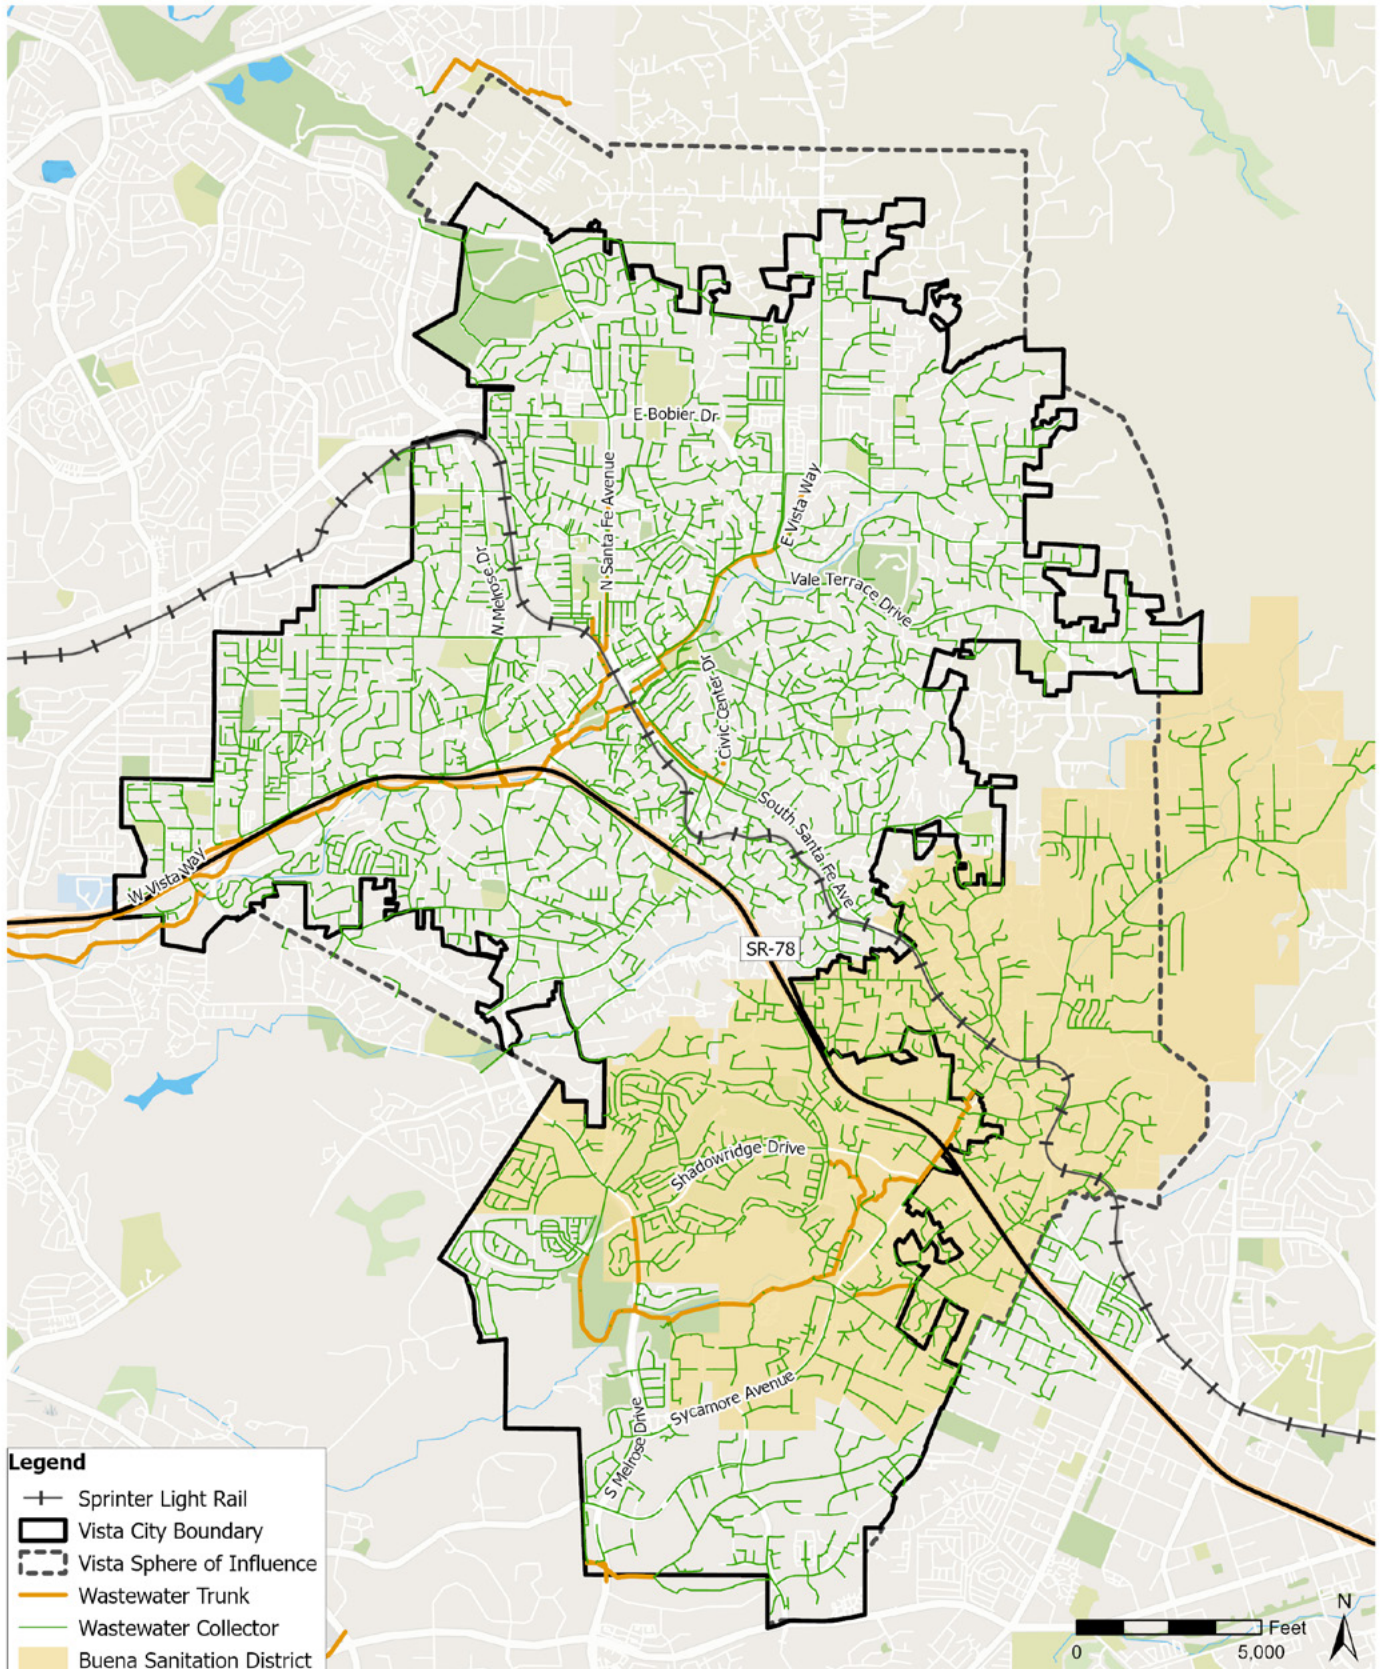 E Bobier Dr
N Santa Fe Avenue
E Vista Way
N Melrose Dr
Vale Terrace Drive
Civic Center Dr
South Santa Fe Ave
W Vista Way
SR-78
Shadowridge Drive
Sycamore Avenue
S Melrose Drive
Legend
Sprinter Light Rail
Vista City Boundary
Vista Sphere of Influence
Wastewater Trunk
Wastewater Collector
Buena Sanitation District
N
Feet
0 5,000